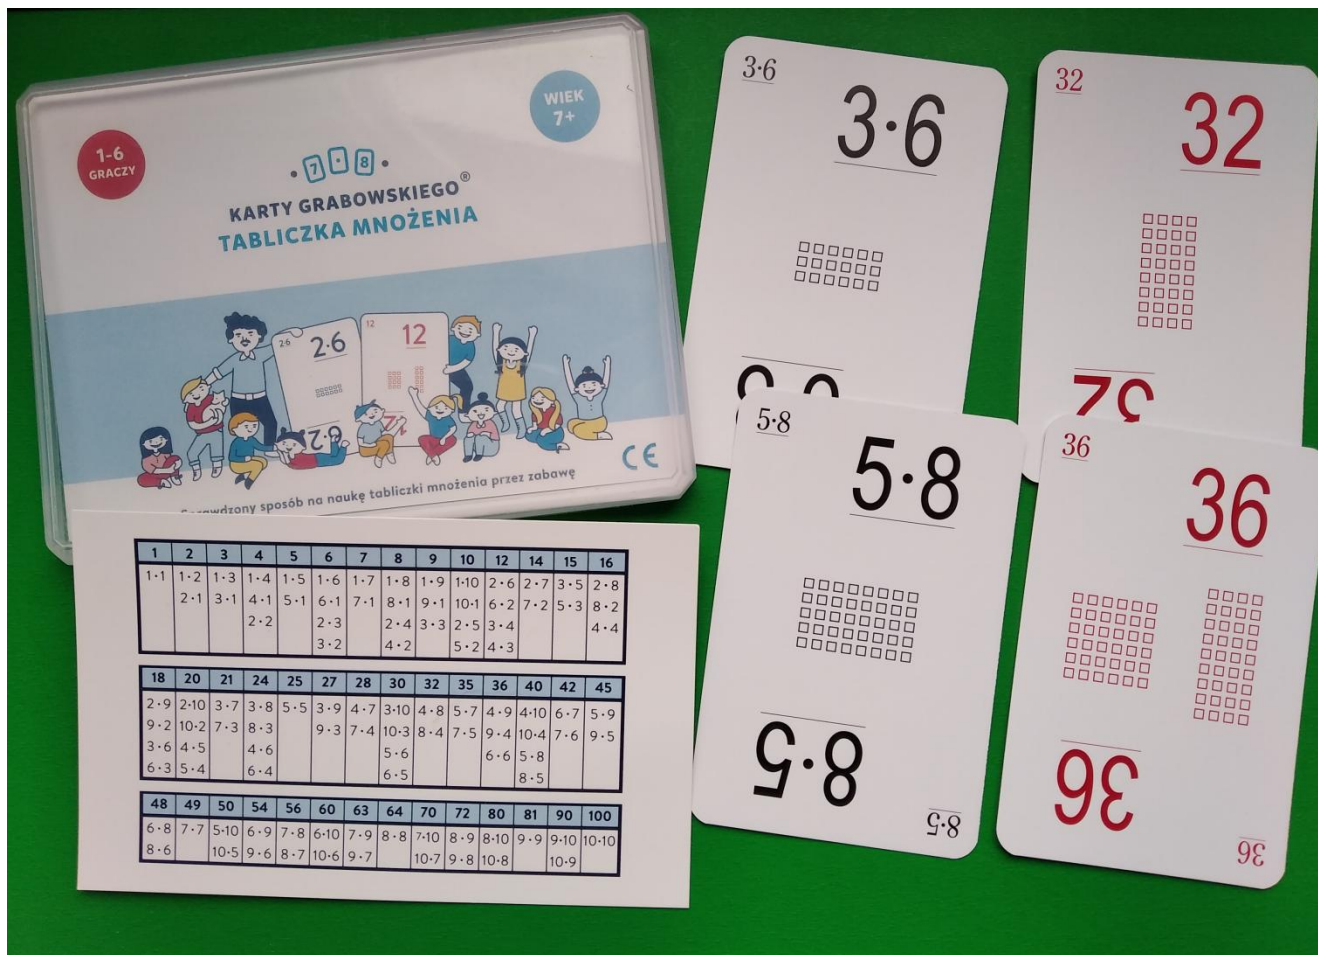 1-6
GRACZY
WIEK
7+
7 · 8
KARTY GRABOWSKIEGO®
TABLICZKA MNOŻENIA
2·6
2·6
12
12
sposób na naukę tabliczki mnożenia przez zabawę
CE
3·6
3·6
32
32
32
5·8
5·8
8·5
8·5
36
36
36
36
1 2 3 4 5 6 7 8 9 10 12 14 15 16
1·1 1·2 1·3 1·4 1·5 1·6 1·7 1·8 1·9 1·10 2·6 2·7 3·5 2·8
2·1 3·1 4·1 5·1 6·1 7·1 8·1 9·1 10·1 6·2 7·2 5·3 8·2
2·2 2·3 2·4 3·3 2·5 3·4 4·4
3·2 4·2 5·2 4·3
18 20 21 24 25 27 28 30 32 35 36 40 42 45
2·9 2·10 3·7 3·8 5·5 3·9 4·7 3·10 4·8 5·7 4·9 4·10 6·7 5·9
9·2 10·2 7·3 8·3 9·3 7·4 10·3 8·4 7·5 9·4 10·4 7·6 9·5
3·6 4·5 4·6 5·6 6·6 5·8
6·3 5·4 6·4 6·5 8·5
48 49 50 54 56 60 63 64 70 72 80 81 90 100
6·8 7·7 5·10 6·9 7·8 6·10 7·9 8·8 7·10 8·9 8·10 9·9 9·10 10·10
8·6 10·5 9·6 8·7 10·6 9·7 10·7 9·8 10·8 10·9